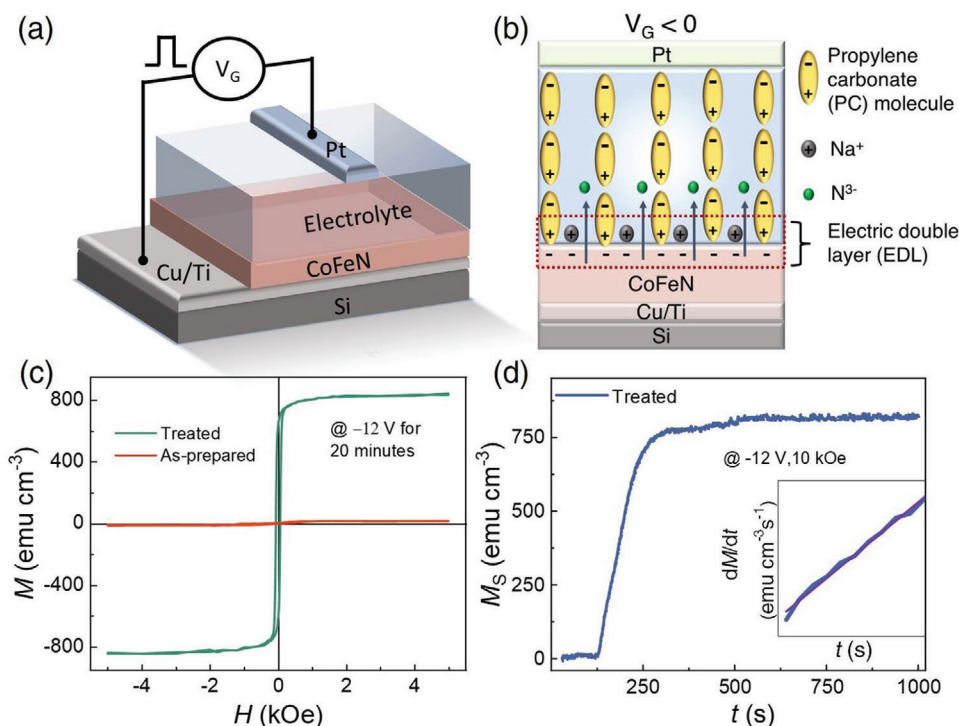 (a)
V_G
Pt
Electrolyte
CoFeN
Cu/Ti
Si
(b)
V_G < 0
Pt
Propylene
carbonate
(PC) molecule
Na⁺
N³⁻
Electric double
layer (EDL)
CoFeN
Cu/Ti
Si
(c)
800
400
0
-400
-800
M (emu cm⁻³)
Treated
As-prepared
@ −12 V for
20 minutes
-4 -2 0 2 4
H (kOe)
(d)
750
500
250
0
M_S (emu cm⁻³)
Treated
@ -12 V,10 kOe
dM/dt
(emu cm⁻³s⁻¹)
t (s)
250 500 750 1000
t (s)